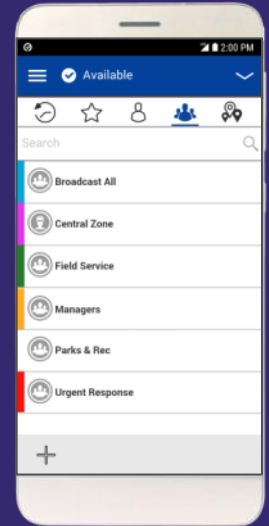 2:00 PM
Available
Search
Broadcast All
Central Zone
Field Service
Managers
Parks & Rec
Urgent Response